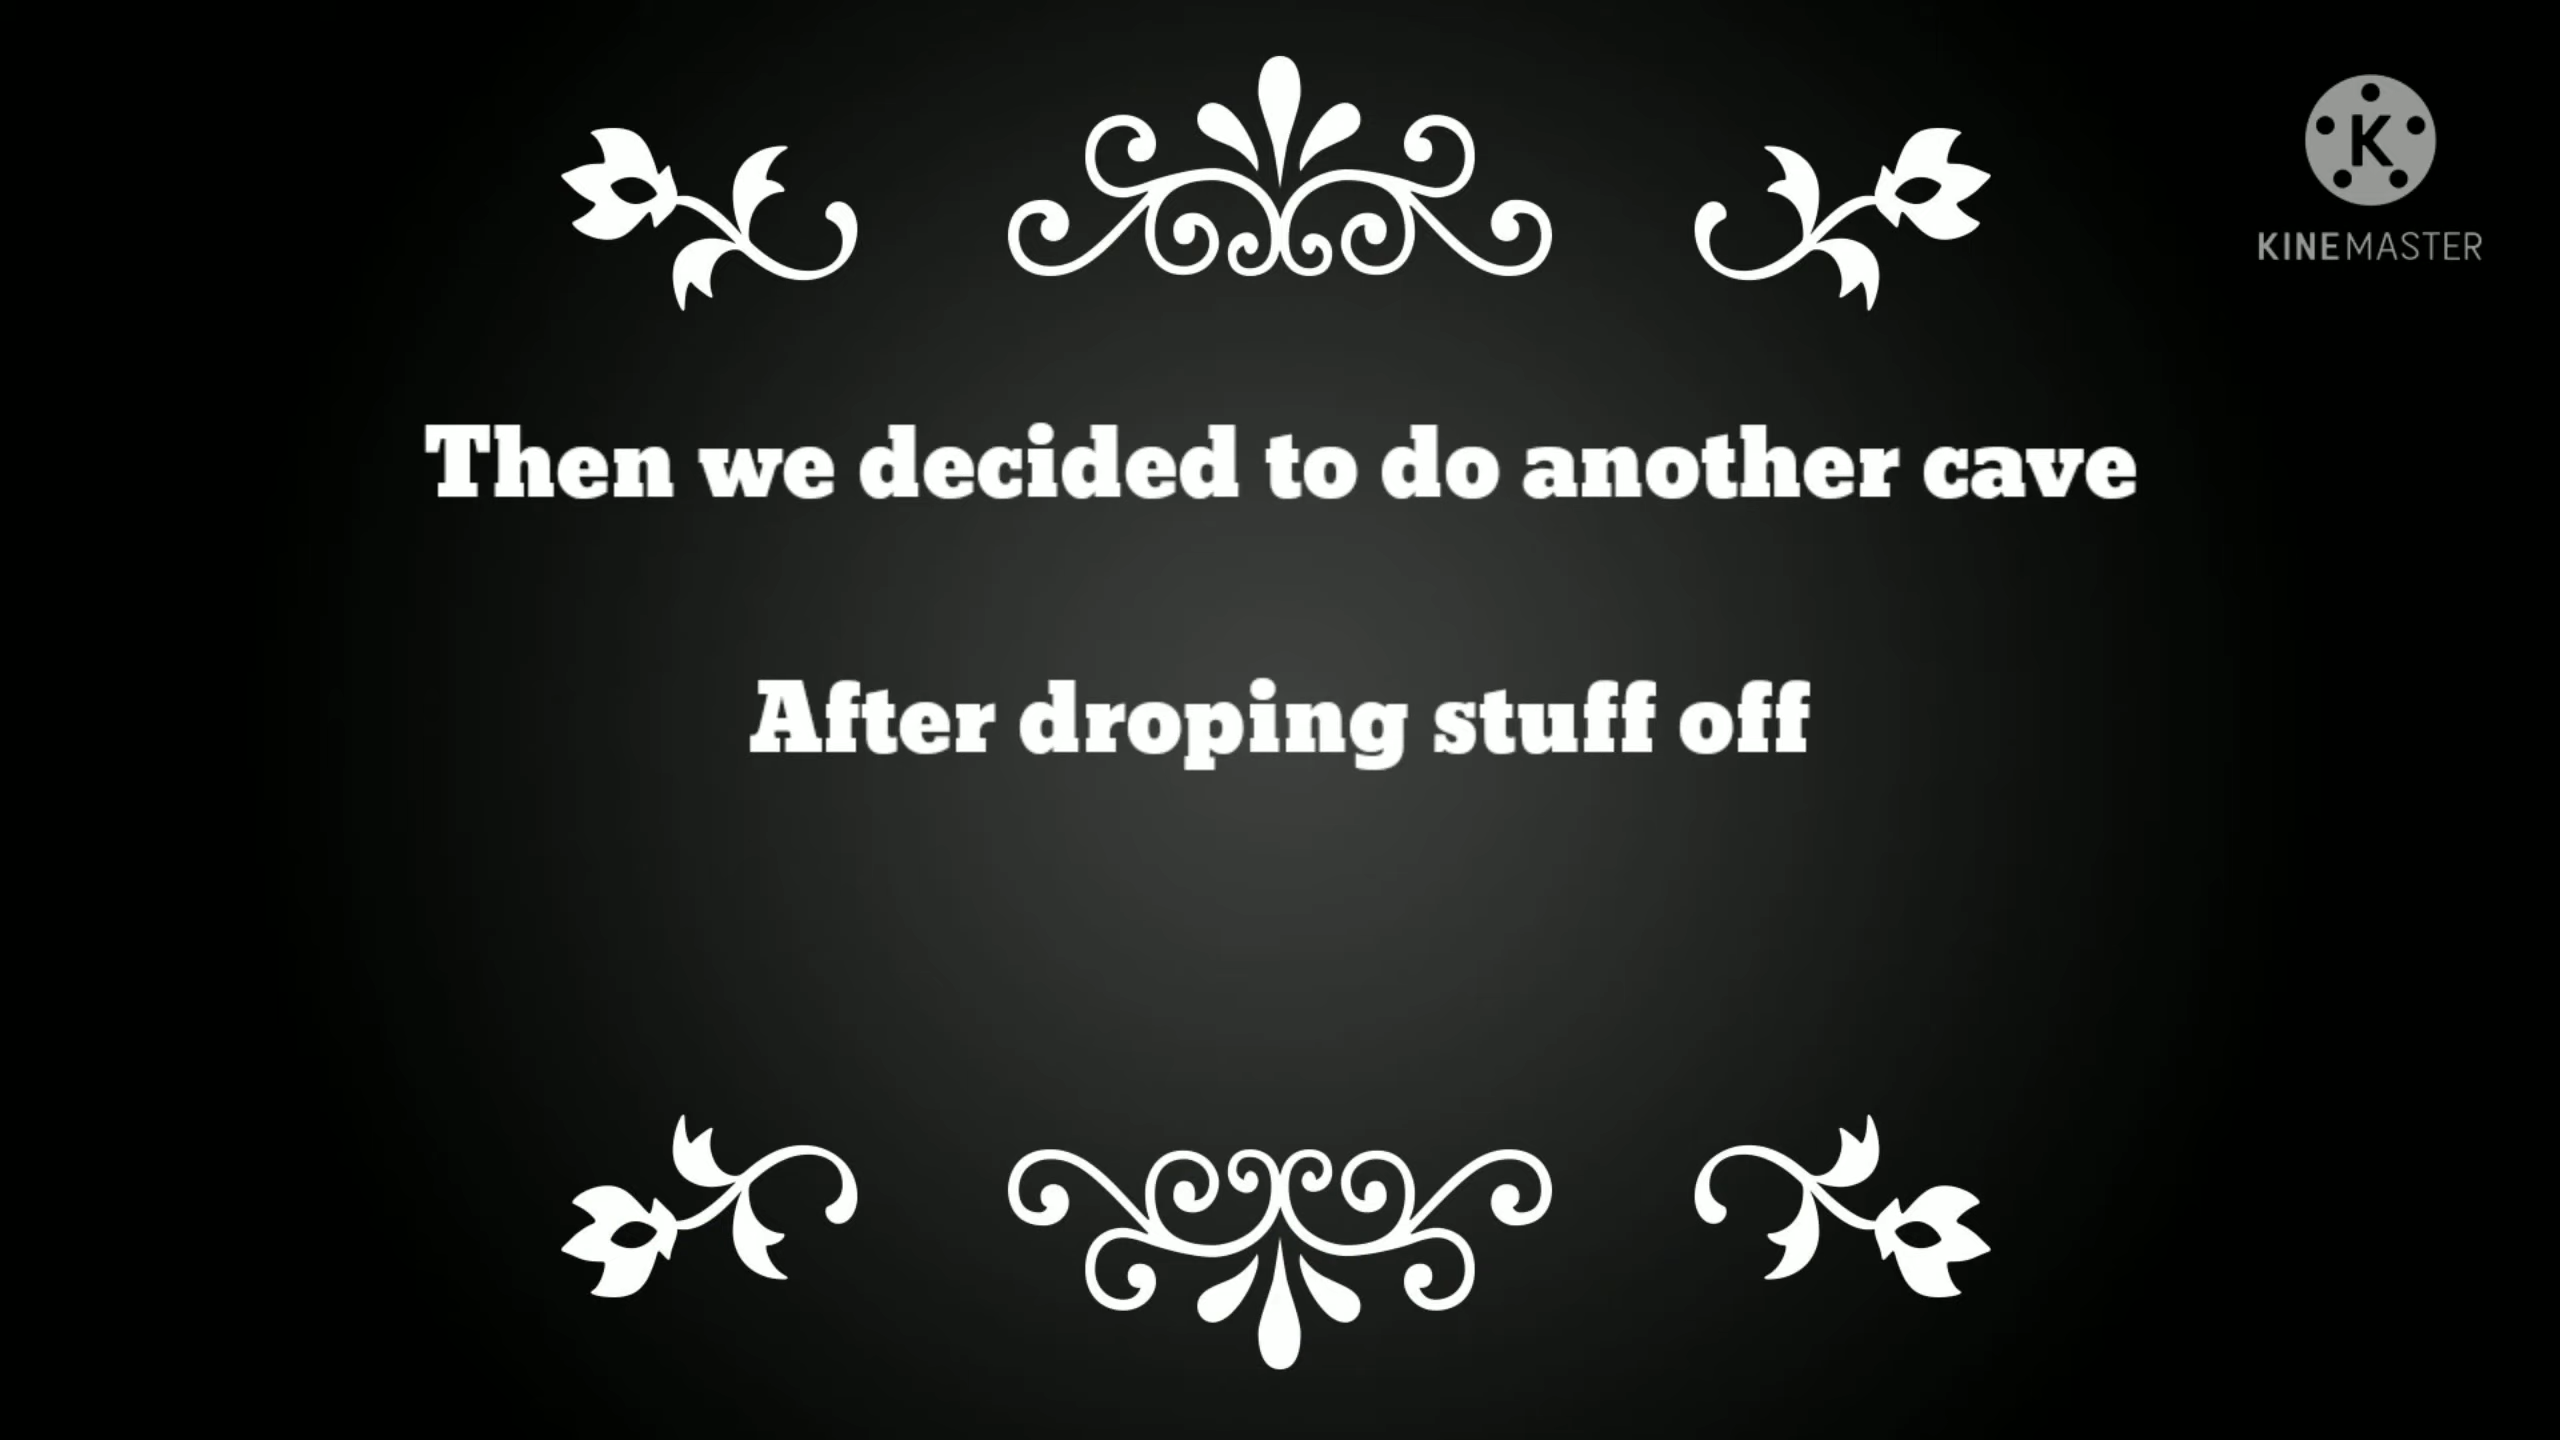 K
KINEMASTER
Then we decided to do another cave
After droping stuff off